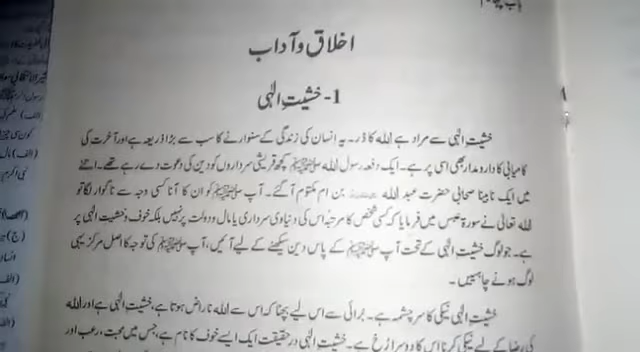 باب چہارم
اخلاق و آداب
1- خشیتِ الٰہی
خشیتِ الٰہی سے مراد ہے اللہ کا ڈر۔ یہ انسان کی زندگی کے سنوارنے کا سب سے بڑا ذریعہ ہے اور آخرت کی
کامیابی کا دارومدار بھی اسی پر ہے۔ ایک دفعہ رسول اللہ ﷺ کچھ قریشی سرداروں کو دین کی دعوت دے رہے تھے۔ اتنے
میں ایک نابینا صحابی حضرت عبد اللہ بن ام مکتوم آ گئے۔ آپ ﷺ کو ان کا آنا کسی وجہ سے ناگوار لگا تو
اللہ تعالیٰ نے سورۃ عبس میں فرمایا کہ کسی شخص کا مرتبہ اس کی دنیاوی سرداری یا مال و دولت پر نہیں بلکہ خوف و خشیتِ الٰہی پر
ہے۔ جو لوگ خشیتِ الٰہی کے تحت آپ ﷺ کے پاس دین سیکھنے کے لیے آئیں، آپ ﷺ کی توجہ کا اصل مرکز یہی
لوگ ہونے چاہییں۔
خشیتِ الٰہی نیکی کا سرچشمہ ہے۔ برائی سے اس لیے بچنا کہ اس سے اللہ ناراض ہوتا ہے، خشیتِ الٰہی ہے اور اللہ
کی رضا کے لیے نیکی کرنا اس کا دوسرا رخ ہے۔ خشیتِ الٰہی درحقیقت ایک ایسے خوف کا نام ہے، جس میں محبت، رعب اور